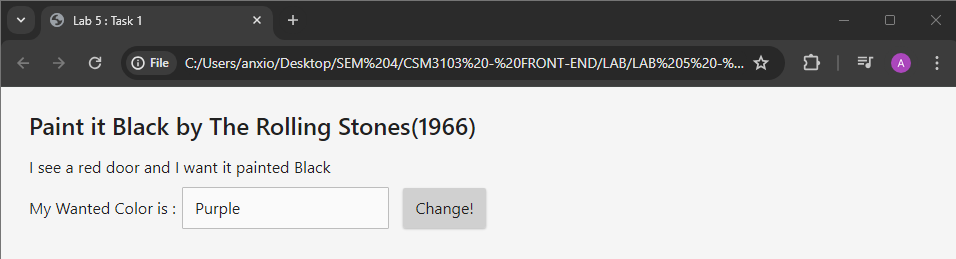 Lab 5 : Task 1
File C:/Users/anxio/Desktop/SEM%204/CSM3103%20-%20FRONT-END/LAB/LAB%205%20-%...
A
Paint it Black by The Rolling Stones(1966)
I see a red door and I want it painted Black
My Wanted Color is : Purple Change!